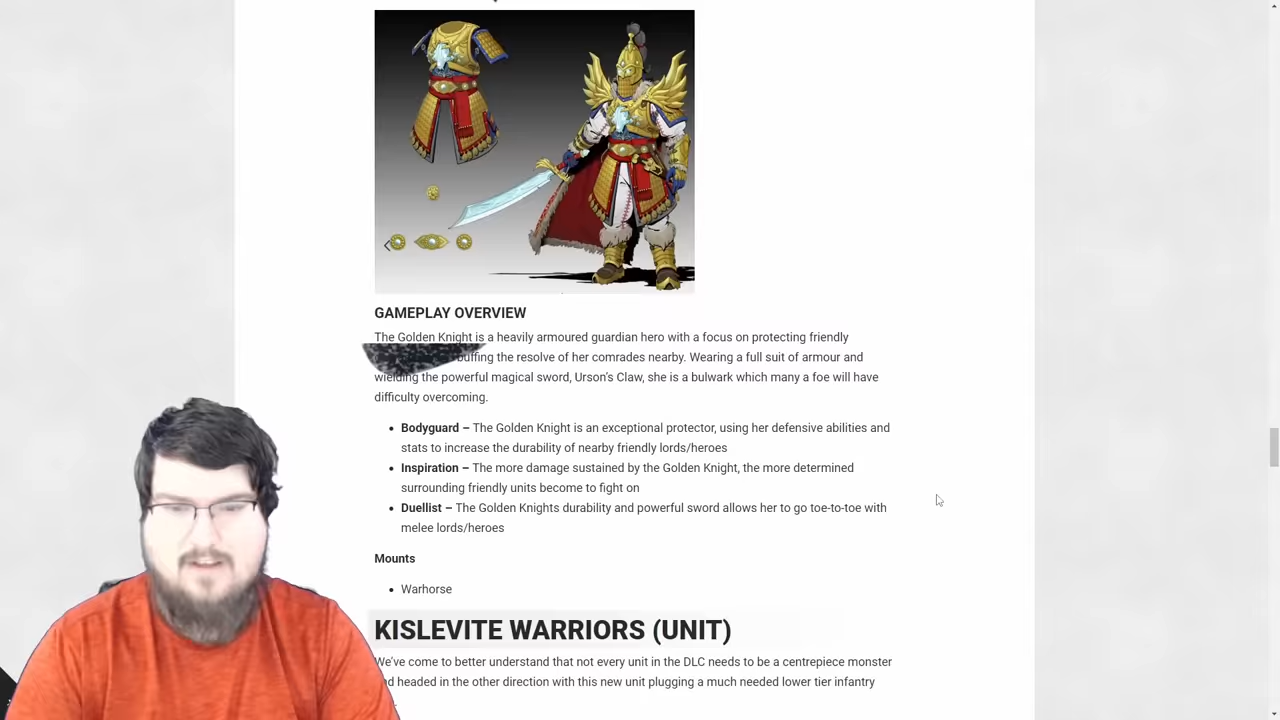 GAMEPLAY OVERVIEW
The Golden Knight is a heavily armoured guardian hero with a focus on protecting friendly
buffing the resolve of her comrades nearby. Wearing a full suit of armour and
wielding the powerful magical sword, Urson's Claw, she is a bulwark which many a foe will have
difficulty overcoming.
• Bodyguard – The Golden Knight is an exceptional protector, using her defensive abilities and
stats to increase the durability of nearby friendly lords/heroes
• Inspiration – The more damage sustained by the Golden Knight, the more determined
surrounding friendly units become to fight on
• Duellist – The Golden Knights durability and powerful sword allows her to go toe-to-toe with
melee lords/heroes
Mounts
• Warhorse
KISLEVITE WARRIORS (UNIT)
We've come to better understand that not every unit in the DLC needs to be a centrepiece monster
headed in the other direction with this new unit plugging a much needed lower tier infantry